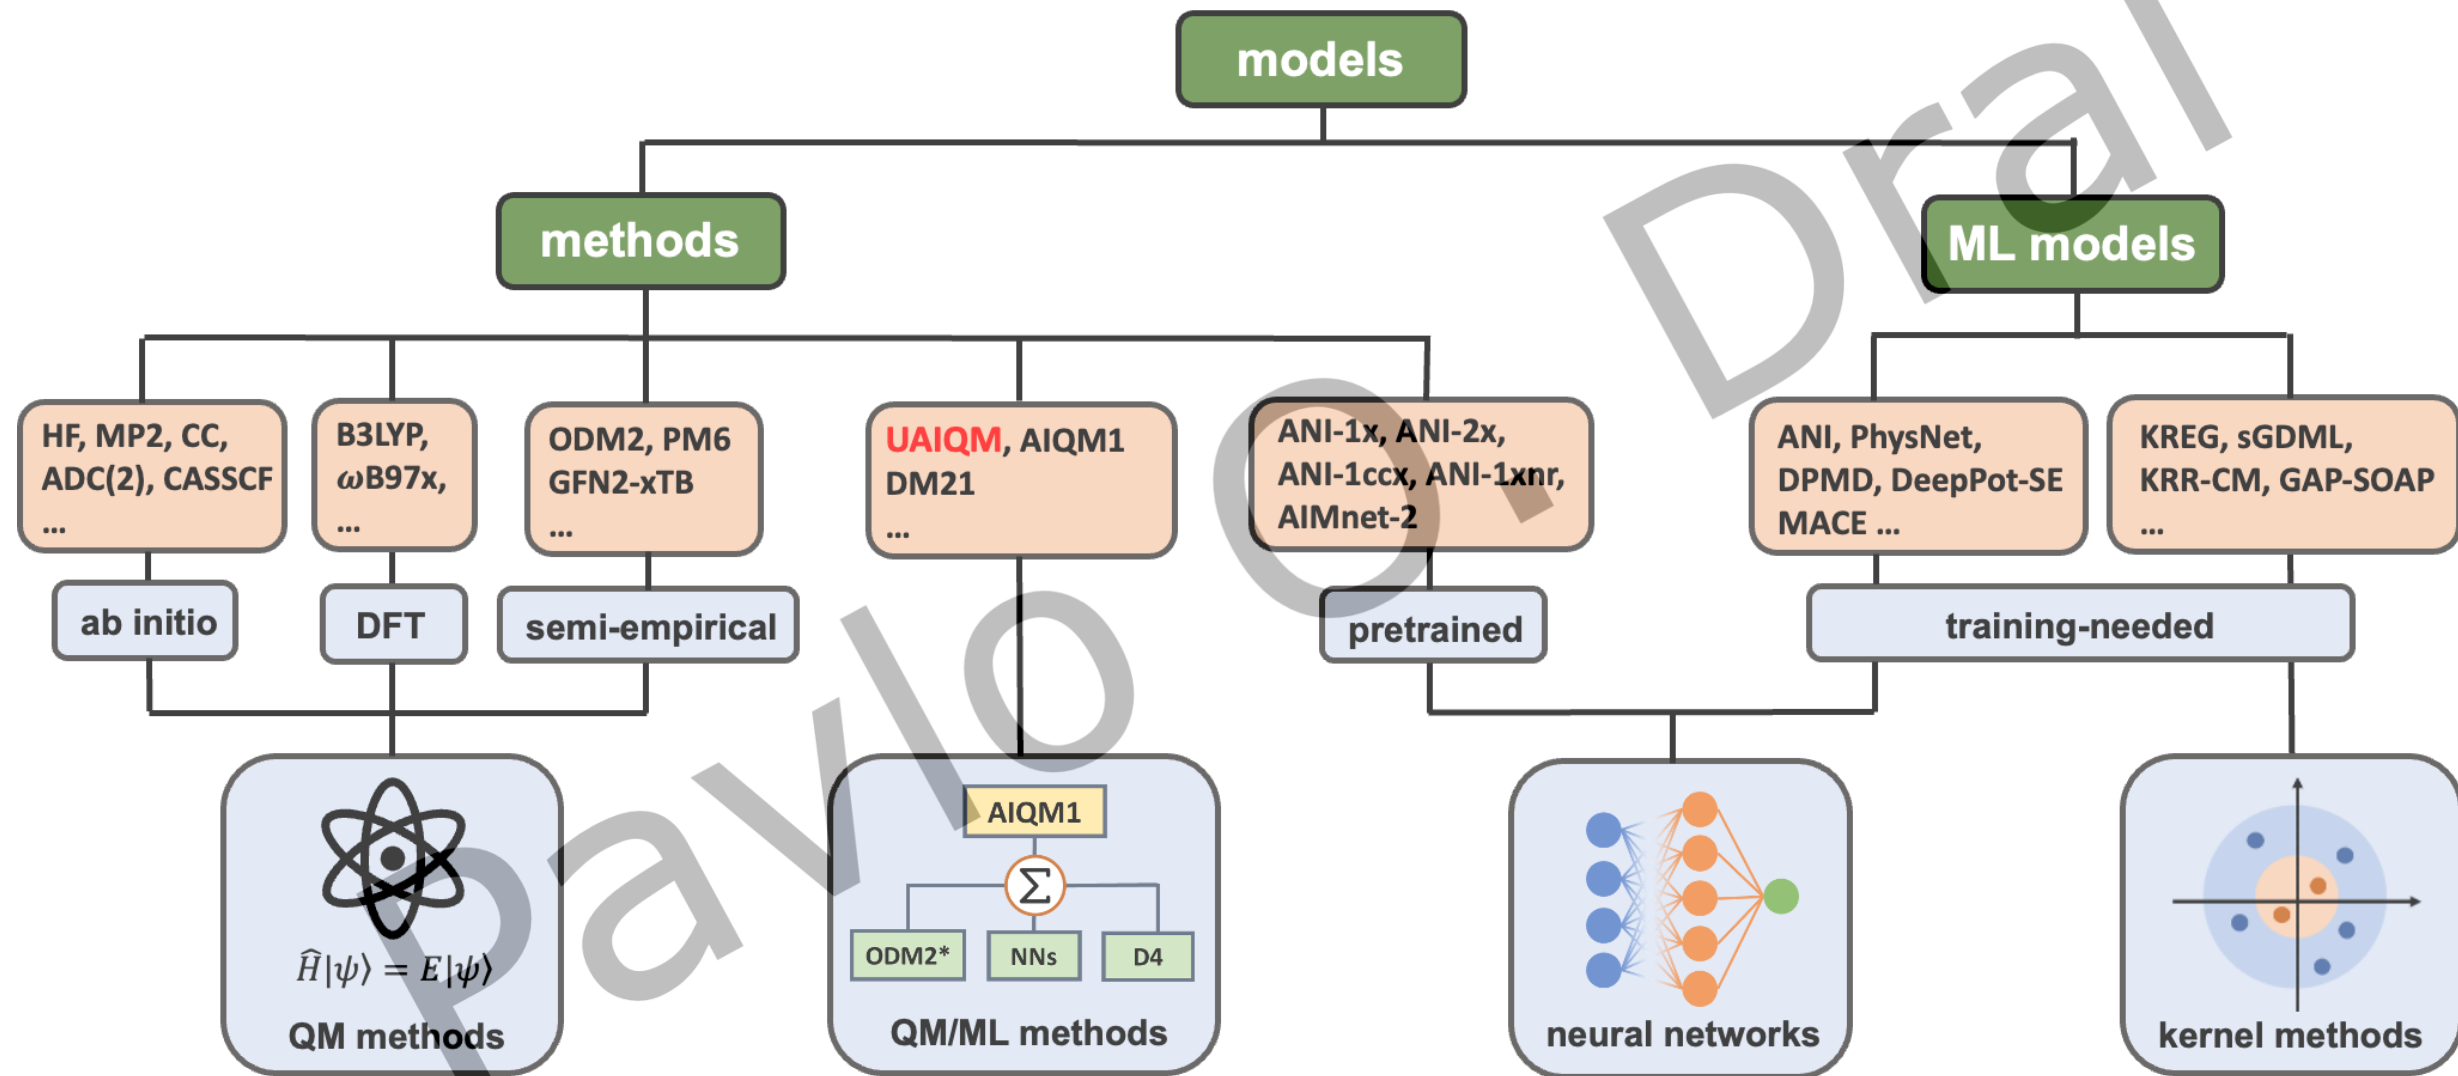 models
methods
ML models
HF, MP2, CC,
ADC(2), CASSCF
...
B3LYP,
ωB97x,
...
ODM2, PM6
GFN2-xTB
...
UAIQM, AIQM1
DM21
...
ANI-1x, ANI-2x,
ANI-1ccx, ANI-1xnr,
AIMnet-2
ANI, PhysNet,
DPMD, DeepPot-SE
MACE ...
KREG, sGDML,
KRR-CM, GAP-SOAP
...
ab initio
DFT
semi-empirical
pretrained
training-needed
Ĥ|ψ⟩ = E|ψ⟩
QM methods
AIQM1
Σ
ODM2*
NNs
D4
QM/ML methods
neural networks
kernel methods
Pavlo O. Dral